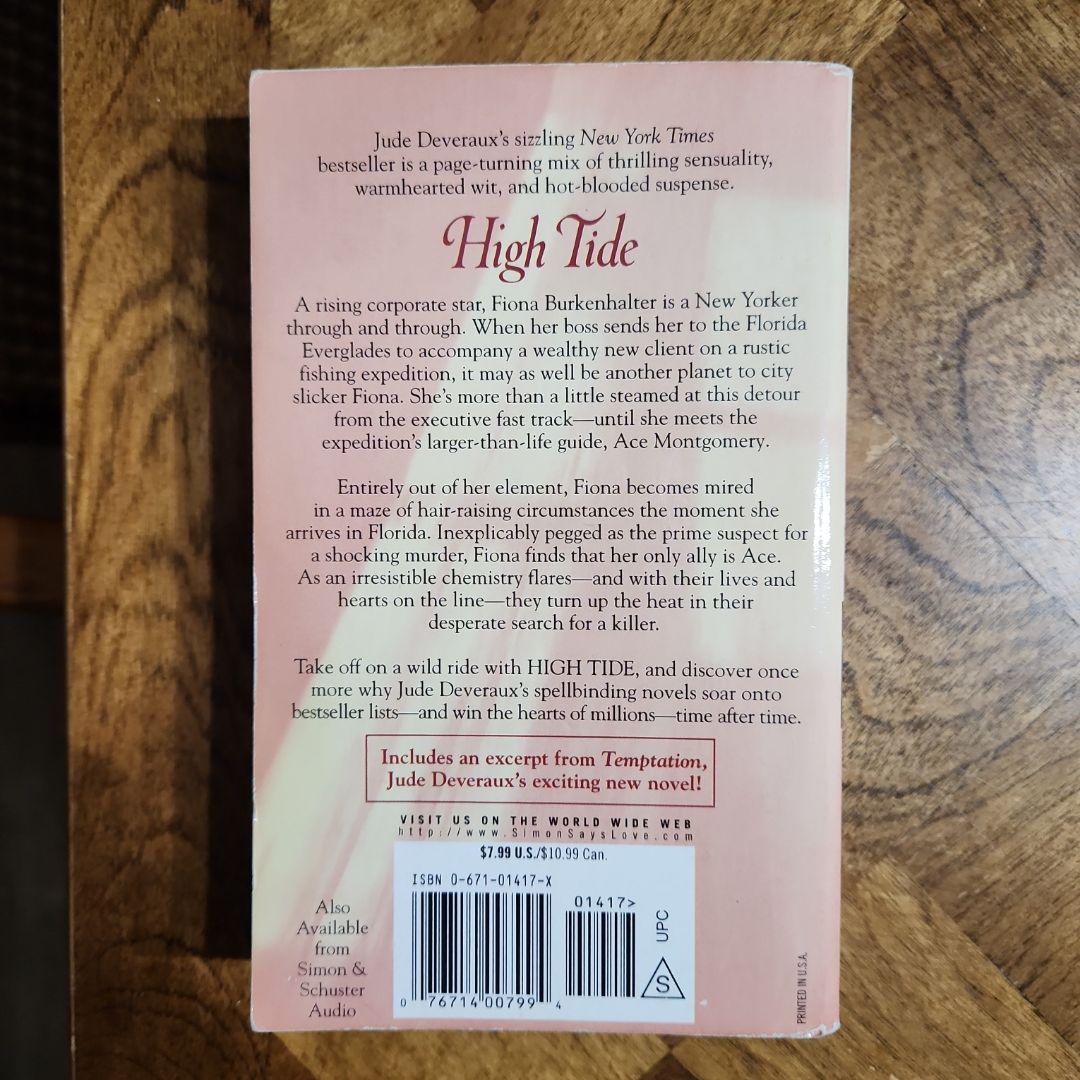 Jude Deveraux's sizzling New York Times
bestseller is a page-turning mix of thrilling sensuality,
warmhearted wit, and hot-blooded suspense.
High Tide
A rising corporate star, Fiona Burkenhalter is a New Yorker
through and through. When her boss sends her to the Florida
Everglades to accompany a wealthy new client on a rustic
fishing expedition, it may as well be another planet to city
slicker Fiona. She's more than a little steamed at this detour
from the executive fast track—until she meets the
expedition's larger-than-life guide, Ace Montgomery.
Entirely out of her element, Fiona becomes mired
in a maze of hair-raising circumstances the moment she
arrives in Florida. Inexplicably pegged as the prime suspect for
a shocking murder, Fiona finds that her only ally is Ace.
As an irresistible chemistry flares—and with their lives and
hearts on the line—they turn up the heat in their
desperate search for a killer.
Take off on a wild ride with HIGH TIDE, and discover once
more why Jude Deveraux's spellbinding novels soar onto
bestseller lists—and win the hearts of millions—time after time.
Includes an excerpt from Temptation,
Jude Deveraux's exciting new novel!
VISIT US ON THE WORLD WIDE WEB
http://www.SimonSaysLove.com
$7.99 U.S./$10.99 Can.
ISBN 0-671-01417-X
01417>
UPC
S
0 76714 00799 4
Also
Available
from
Simon &
Schuster
Audio
PRINTED IN U.S.A.